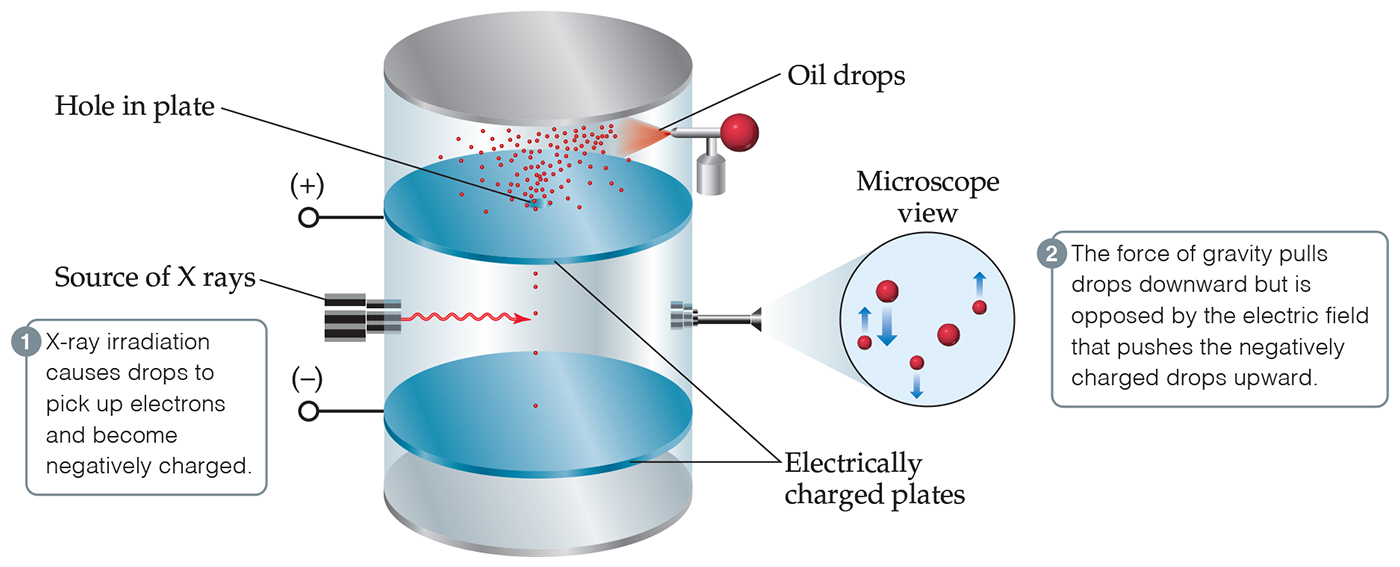 Hole in plate
Oil drops
(+)
Source of X rays
1 X-ray irradiation
causes drops to
pick up electrons
and become
negatively charged.
(–)
Microscope
view
2 The force of gravity pulls
drops downward but is
opposed by the electric field
that pushes the negatively
charged drops upward.
Electrically
charged plates